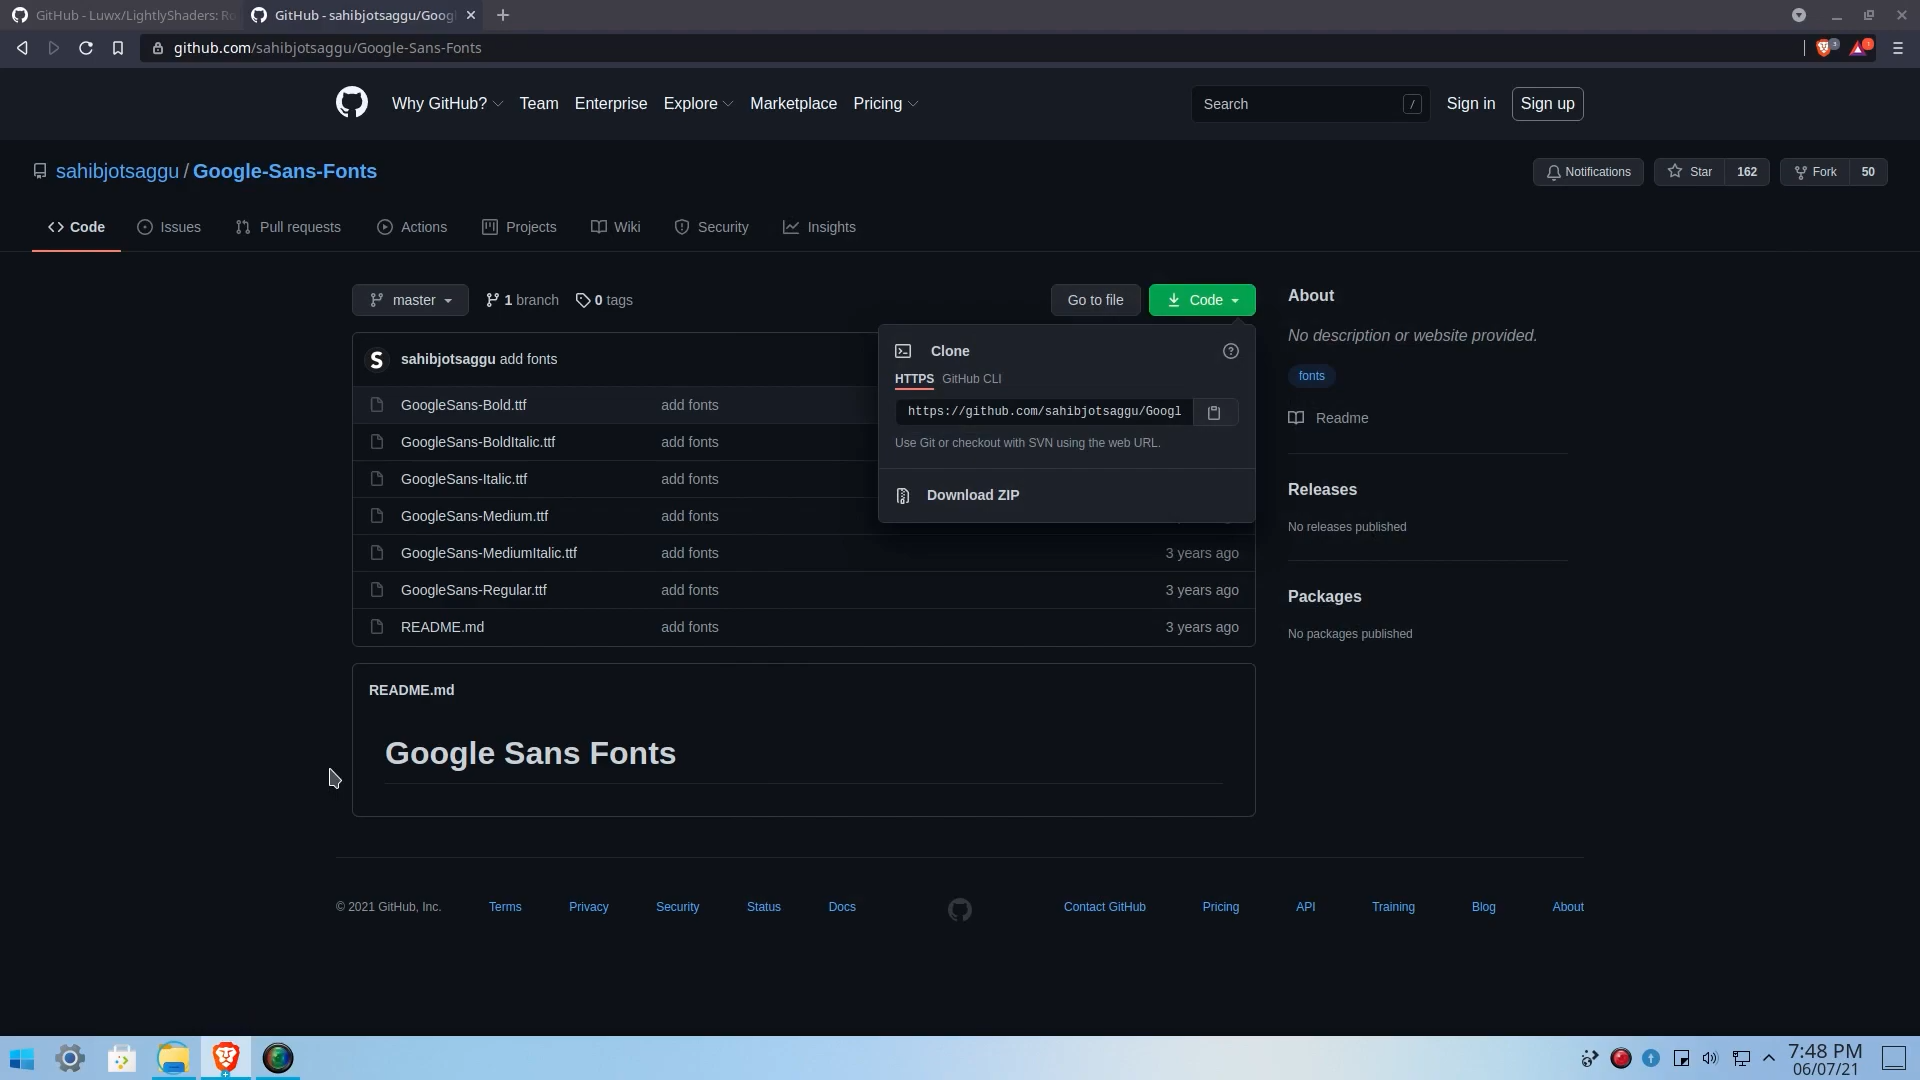 GitHub - Luwx/LightlyShaders: Ro
GitHub - sahibjotsaggu/Googl
github.com/sahibjotsaggu/Google-Sans-Fonts
Why GitHub? Team Enterprise Explore Marketplace Pricing
Search /
Sign in
Sign up
sahibjotsaggu / Google-Sans-Fonts
Notifications
Star 162
Fork 50
Code Issues Pull requests Actions Projects Wiki Security Insights
master 1 branch 0 tags
Go to file
Code
sahibjotsaggu add fonts
GoogleSans-Bold.ttf add fonts
GoogleSans-BoldItalic.ttf add fonts
GoogleSans-Italic.ttf add fonts
GoogleSans-Medium.ttf add fonts
GoogleSans-MediumItalic.ttf add fonts 3 years ago
GoogleSans-Regular.ttf add fonts 3 years ago
README.md add fonts 3 years ago
Clone
HTTPS GitHub CLI
https://github.com/sahibjotsaggu/Googl
Use Git or checkout with SVN using the web URL.
Download ZIP
README.md
Google Sans Fonts
About
No description or website provided.
fonts
Readme
Releases
No releases published
Packages
No packages published
© 2021 GitHub, Inc. Terms Privacy Security Status Docs Contact GitHub Pricing API Training Blog About
7:48 PM
06/07/21